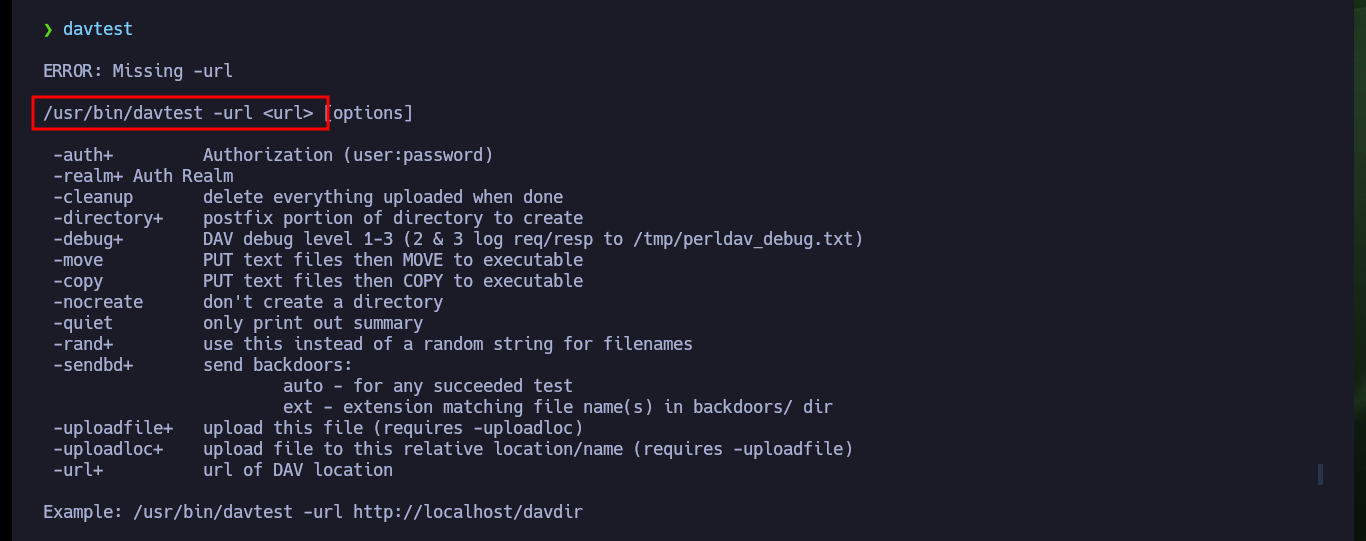 ❯ davtest
ERROR: Missing -url
/usr/bin/davtest -url <url> [options]
-auth+ Authorization (user:password)
-realm+ Auth Realm
-cleanup delete everything uploaded when done
-directory+ postfix portion of directory to create
-debug+ DAV debug level 1-3 (2 & 3 log req/resp to /tmp/perldav_debug.txt)
-move PUT text files then MOVE to executable
-copy PUT text files then COPY to executable
-nocreate don't create a directory
-quiet only print out summary
-rand+ use this instead of a random string for filenames
-sendbd+ send backdoors:
auto - for any succeeded test
ext - extension matching file name(s) in backdoors/ dir
-uploadfile+ upload this file (requires -uploadloc)
-uploadloc+ upload file to this relative location/name (requires -uploadfile)
-url+ url of DAV location
Example: /usr/bin/davtest -url http://localhost/davdir